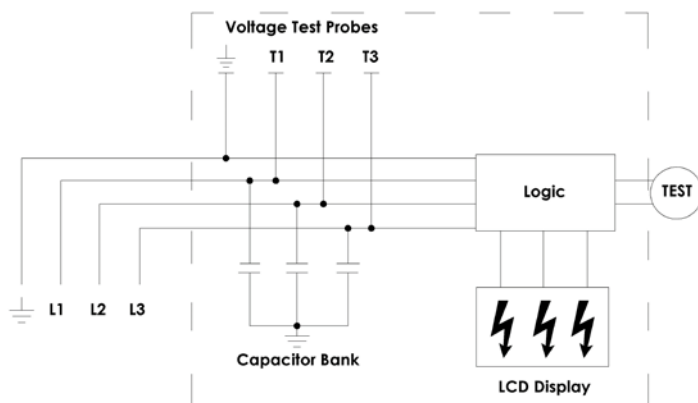 Voltage Test Probes
T1 T2 T3
Logic
TEST
L1 L2 L3
Capacitor Bank
LCD Display